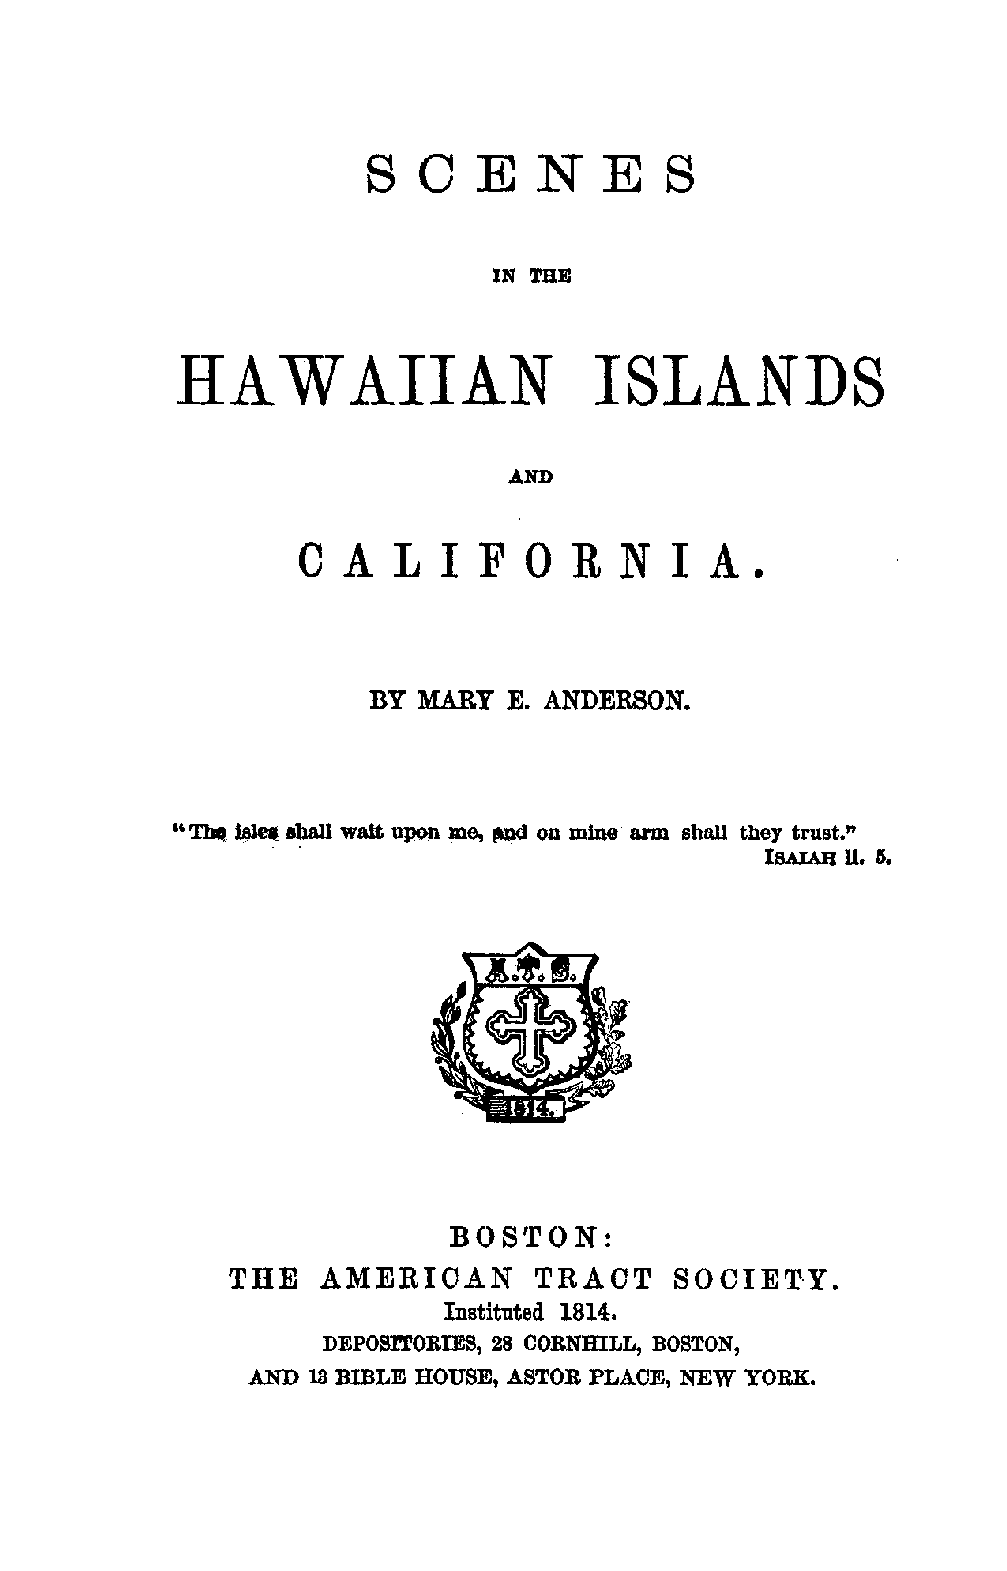 SCENES
IN THE
HAWAIIAN ISLANDS
AND
CALIFORNIA.
BY MARY E. ANDERSON.
"The isles shall wait upon me, and on mine arm shall they trust."
ISAIAH li. 5.
A.T.S.
1814.
BOSTON:
THE AMERICAN TRACT SOCIETY.
Instituted 1814.
DEPOSITORIES, 28 CORNHILL, BOSTON,
AND 13 BIBLE HOUSE, ASTOR PLACE, NEW YORK.